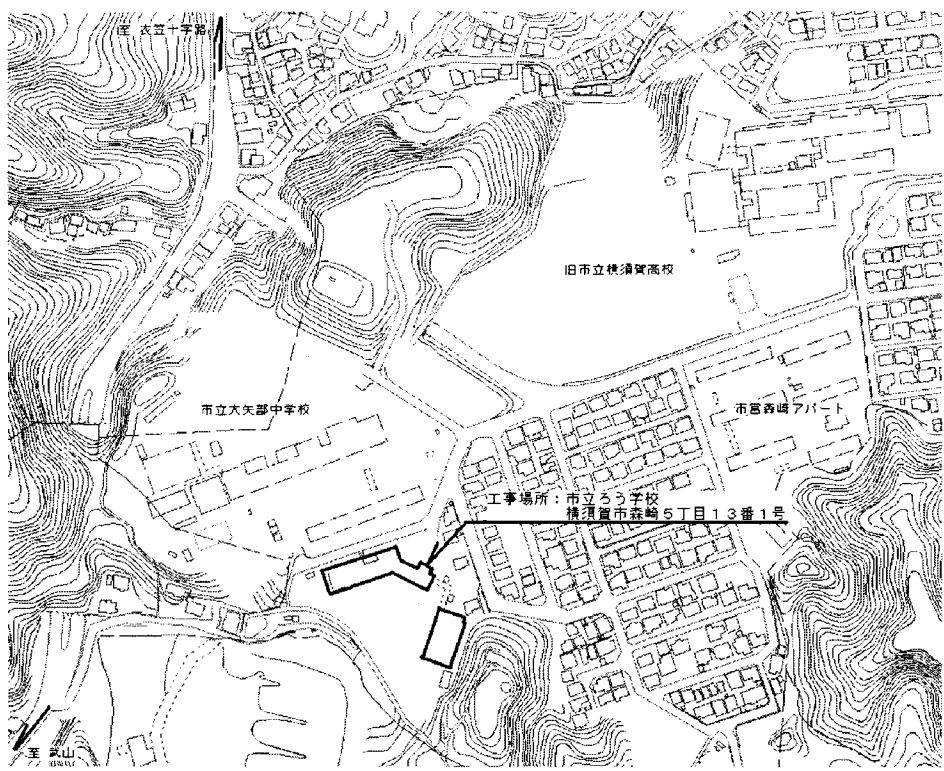 至 衣笠十字路
旧市立横須賀高校
市立大矢部中学校
市営森崎アパート
工事場所：市立ろう学校
横須賀市森崎５丁目１３番１号
至 武山